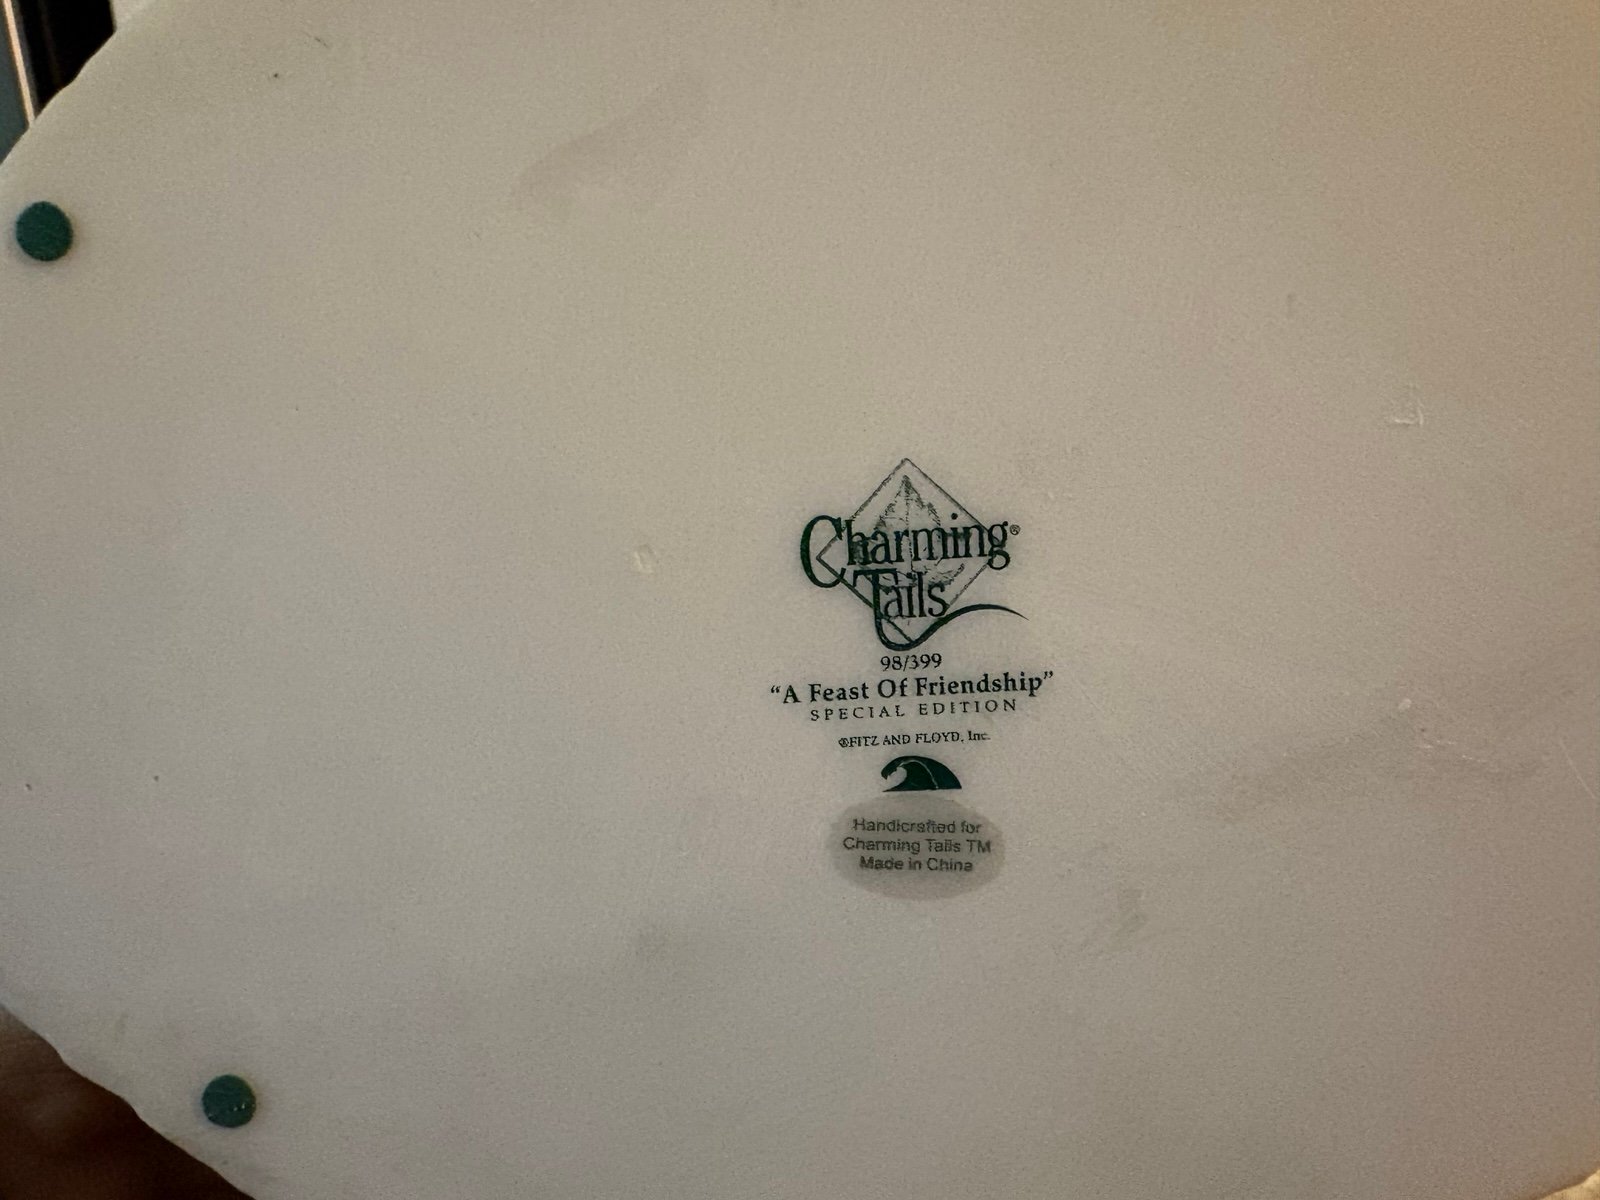 Charming®
Tails
98/399
“A Feast Of Friendship”
SPECIAL EDITION
®FITZ AND FLOYD, Inc.
Handicrafted for
Charming Tails TM
Made in China